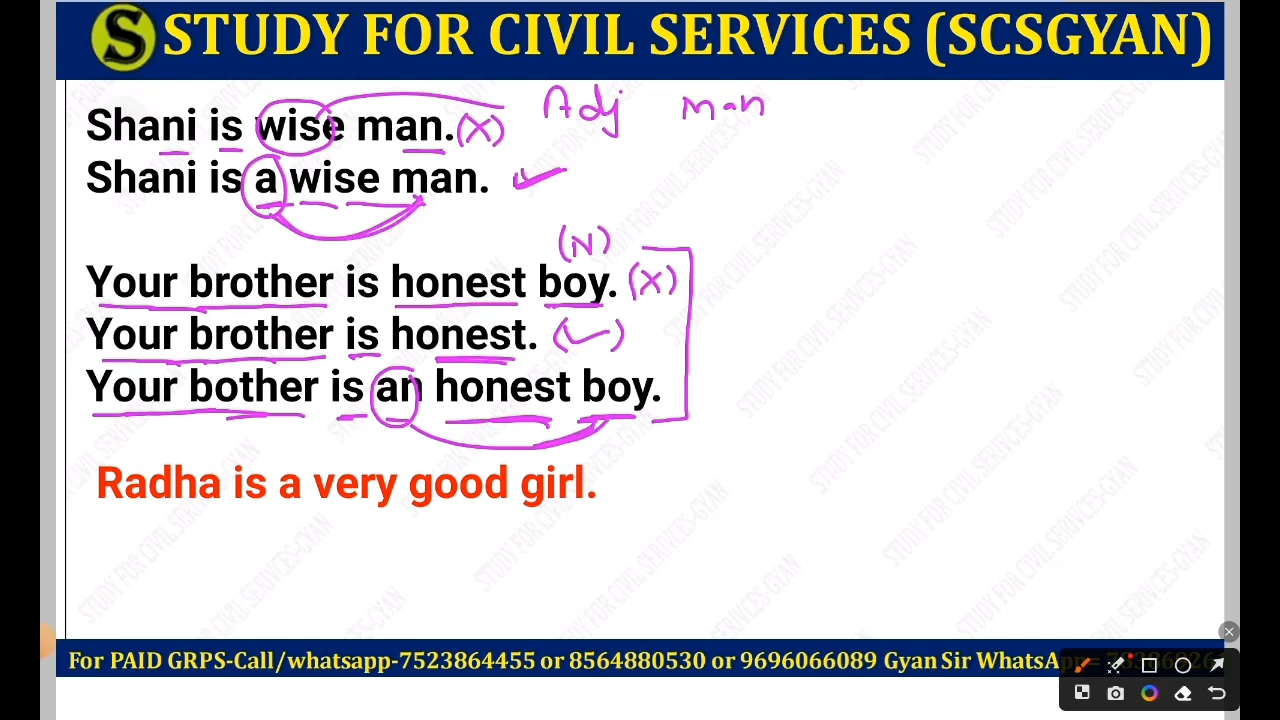 S STUDY FOR CIVIL SERVICES (SCSGYAN)
Adj man
Shani is wise man. (X)
Shani is a wise man.
(N)
Your brother is honest boy. (X)
Your brother is honest.
Your bother is an honest boy.
Radha is a very good girl.
For PAID GRPS-Call/whatsapp-7523864455 or 8564880530 or 9696066089 Gyan Sir WhatsA